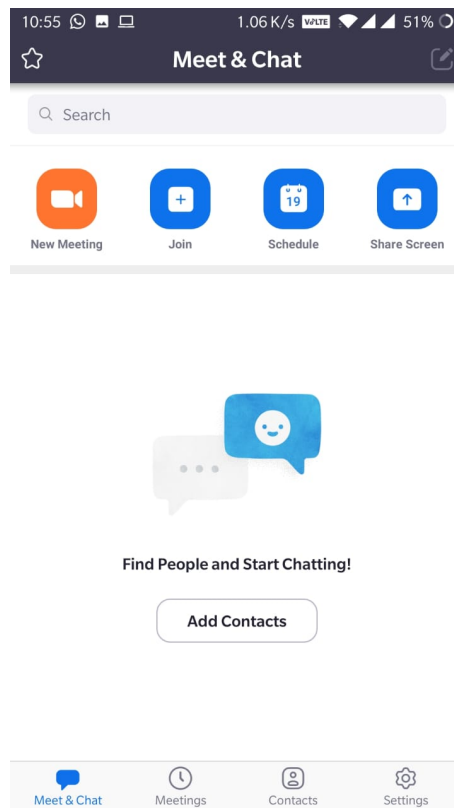 10:55 1.06 K/s VoLTE 51%
Meet & Chat
Search
19
New Meeting Join Schedule Share Screen
Find People and Start Chatting!
Add Contacts
Meet & Chat Meetings Contacts Settings